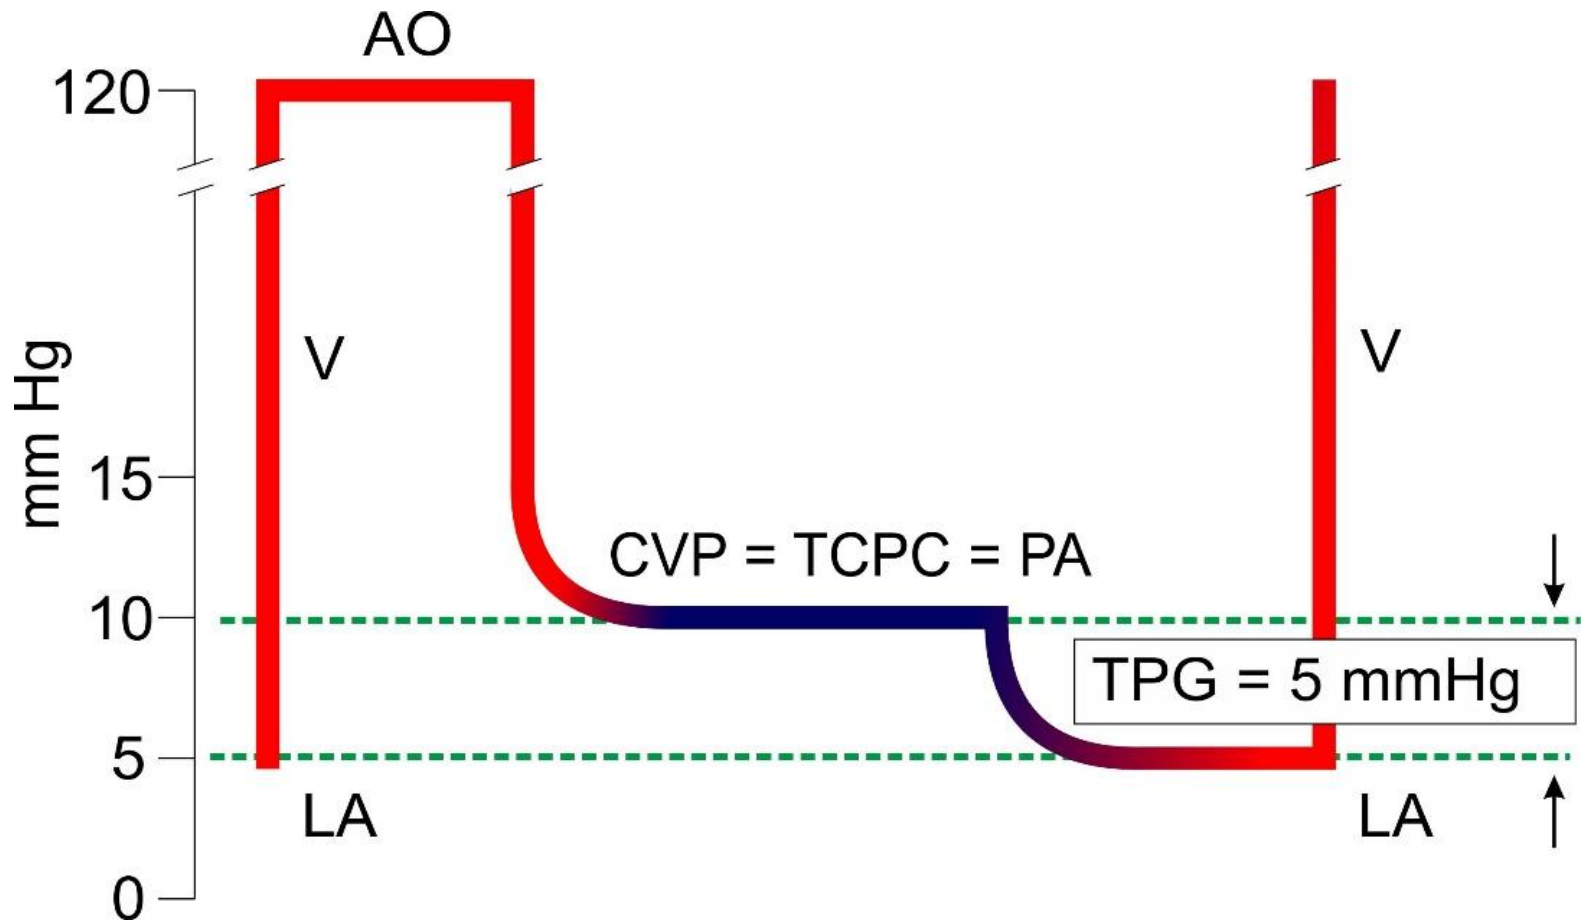 AO
120
V
V
mm Hg
15
CVP = TCPC = PA
10
TPG = 5 mmHg
5
LA
LA
0